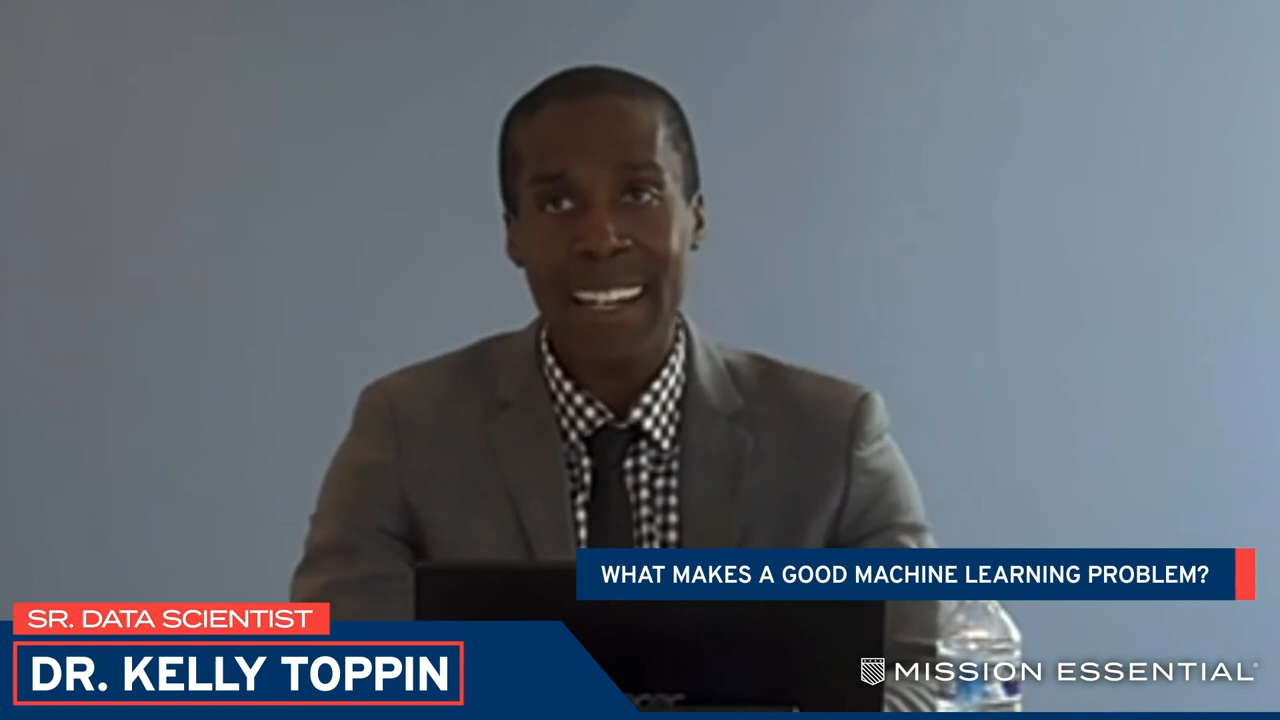 WHAT MAKES A GOOD MACHINE LEARNING PROBLEM?
SR. DATA SCIENTIST
DR. KELLY TOPPIN
MISSION ESSENTIAL®